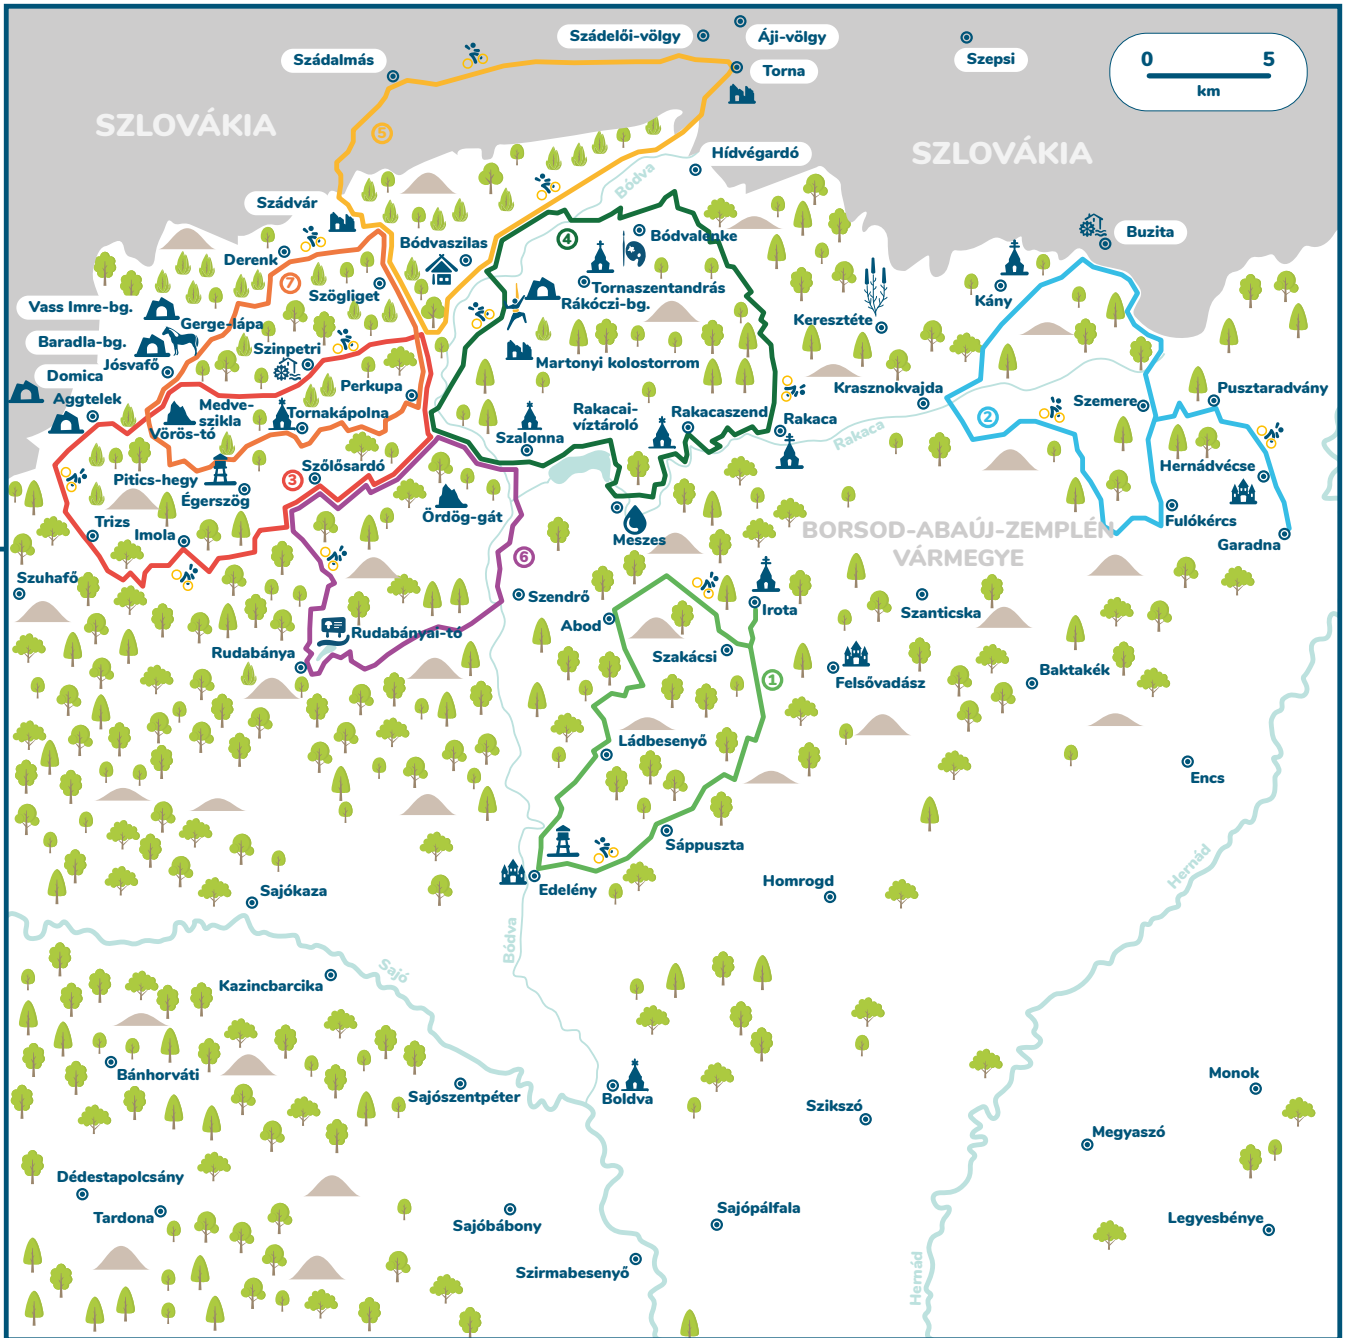 Szádelői-völgy
Áji-völgy
Szádalmás
Torna
Szepsi
0 5
km
SZLOVÁKIA
5
SZLOVÁKIA
Hídvégardó
Bódva
Szádvár
Derenk
Bódvaszilas
4
Bódvalenke
Buzita
7
Szögliget
Tornaszentandrás
Rákóczi-bg.
Kány
Vass Imre-bg.
Gerge-lápa
Keresztéte
Baradla-bg.
Jósvafő
Szinpetri
Martonyi kolostorrom
Domica
Aggtelek
Perkupa
Krasznokvajda
Pusztaradvány
Medve-
szikla
Tornakápolna
Vörös-tó
Rakacai-
víztároló
Rakacaszend
Rakaca
Rakaca
2
Szemere
Szalonna
Hernádvécse
Pitics-hegy
Szőlősardó
3
Égerszög
Ördög-gát
Fulókércs
Garadna
Trizs
Imola
Meszes
BORSOD-ABAÚJ-ZEMPLÉN
VÁRMEGYE
6
Szuhafő
Szendrő
Abod
Irota
Szanticska
Rudabányai-tó
Rudabánya
Szakácsi
1
Felsővadász
Baktakék
Ládbesenyő
Encs
Sáppuszta
Edelény
Homrogd
Hernád
Sajókaza
Bódva
Sajó
Kazincbarcika
Bánhorváti
Sajószentpéter
Boldva
Szikszó
Monok
Megyaszó
Dédestapolcsány
Tardona
Sajóbábony
Sajópálfala
Legyesbénye
Szirmabesenyő
Hernád